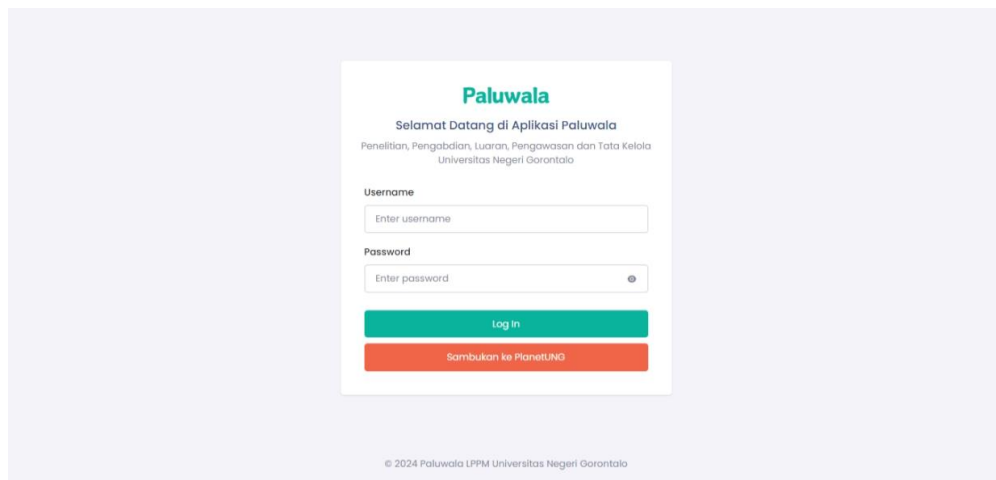 Paluwala
Selamat Datang di Aplikasi Paluwala
Penelitian, Pengabdian, Luaran, Pengawasan dan Tata Kelola
Universitas Negeri Gorontalo
Username
Enter username
Password
Enter password
Log In
Sambukan ke PlanetUNG
© 2024 Paluwala LPPM Universitas Negeri Gorontalo